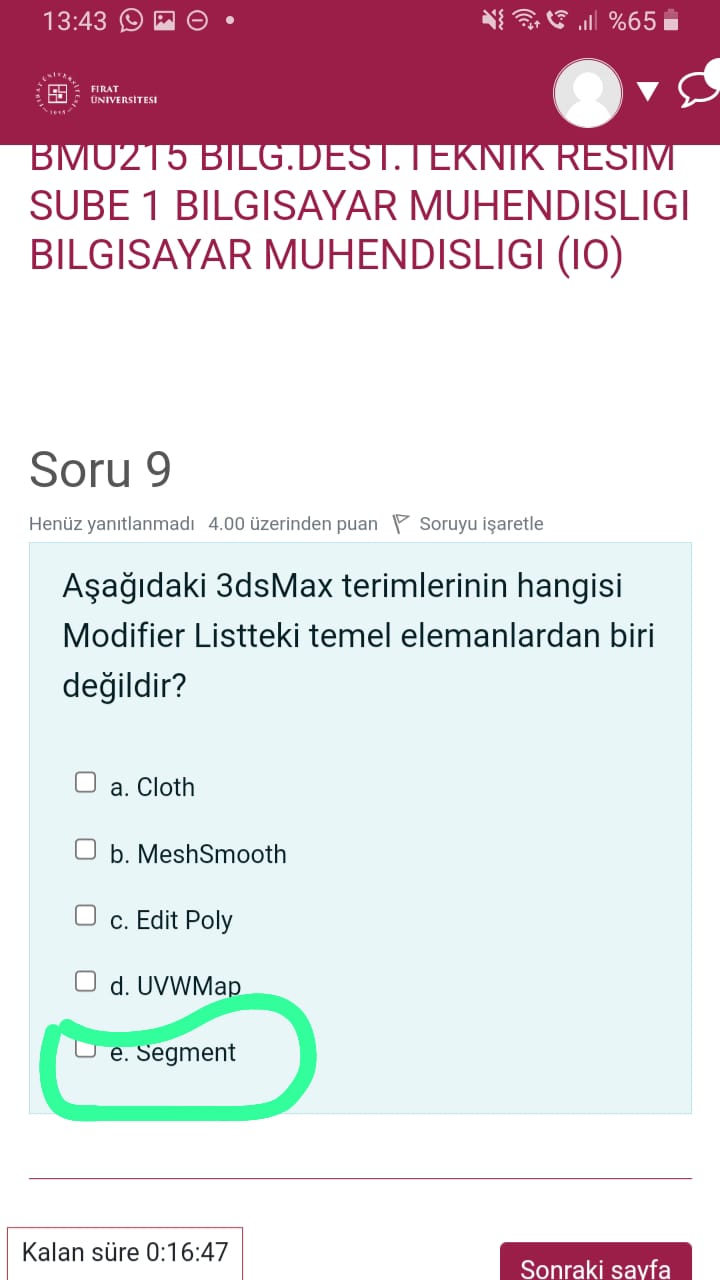 13:43
%65
FIRAT
ÜNİVERSİTESİ
BMU215 BILG.DEST.TEKNIK RESIM
SUBE 1 BILGISAYAR MUHENDISLIGI
BILGISAYAR MUHENDISLIGI (IO)
Soru 9
Henüz yanıtlanmadı 4.00 üzerinden puan Soruyu işaretle
Aşağıdaki 3dsMax terimlerinin hangisi
Modifier Listteki temel elemanlardan biri
değildir?
a. Cloth
b. MeshSmooth
c. Edit Poly
d. UVWMap
e. Segment
Kalan süre 0:16:47
Sonraki sayfa